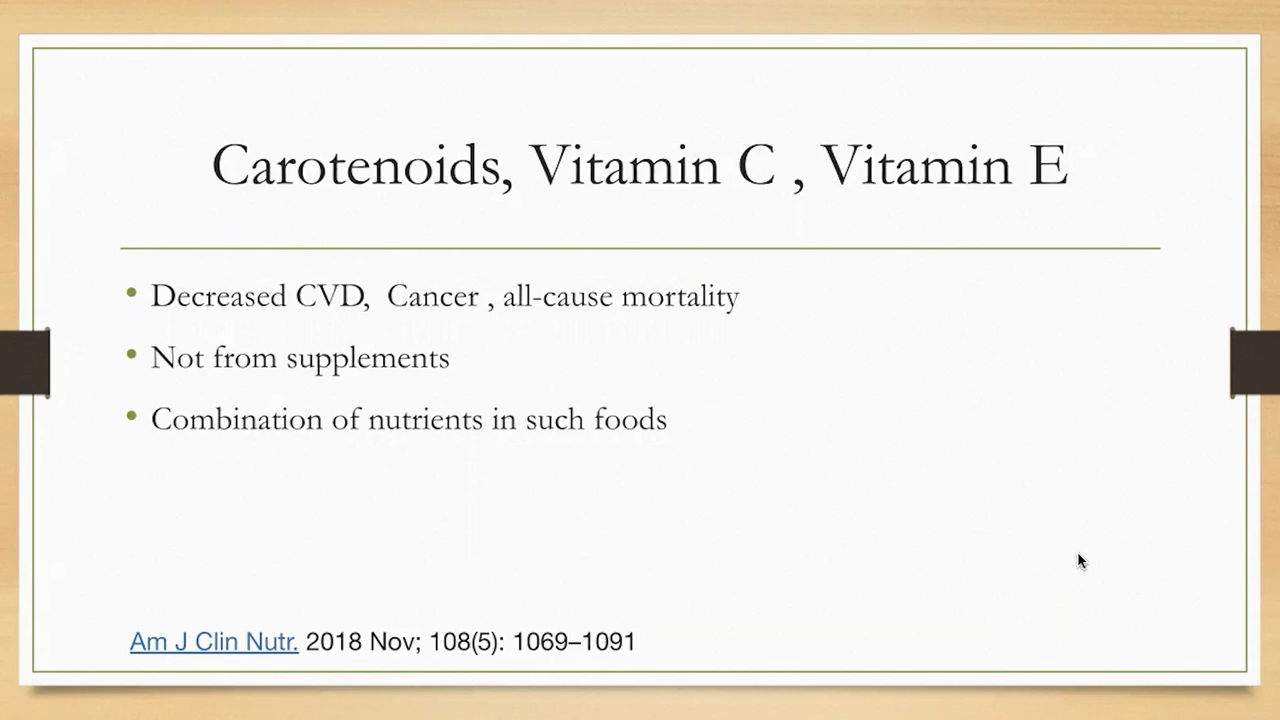 Carotenoids, Vitamin C , Vitamin E
• Decreased CVD,  Cancer , all-cause mortality
• Not from supplements
• Combination of nutrients in such foods
Am J Clin Nutr. 2018 Nov; 108(5): 1069–1091